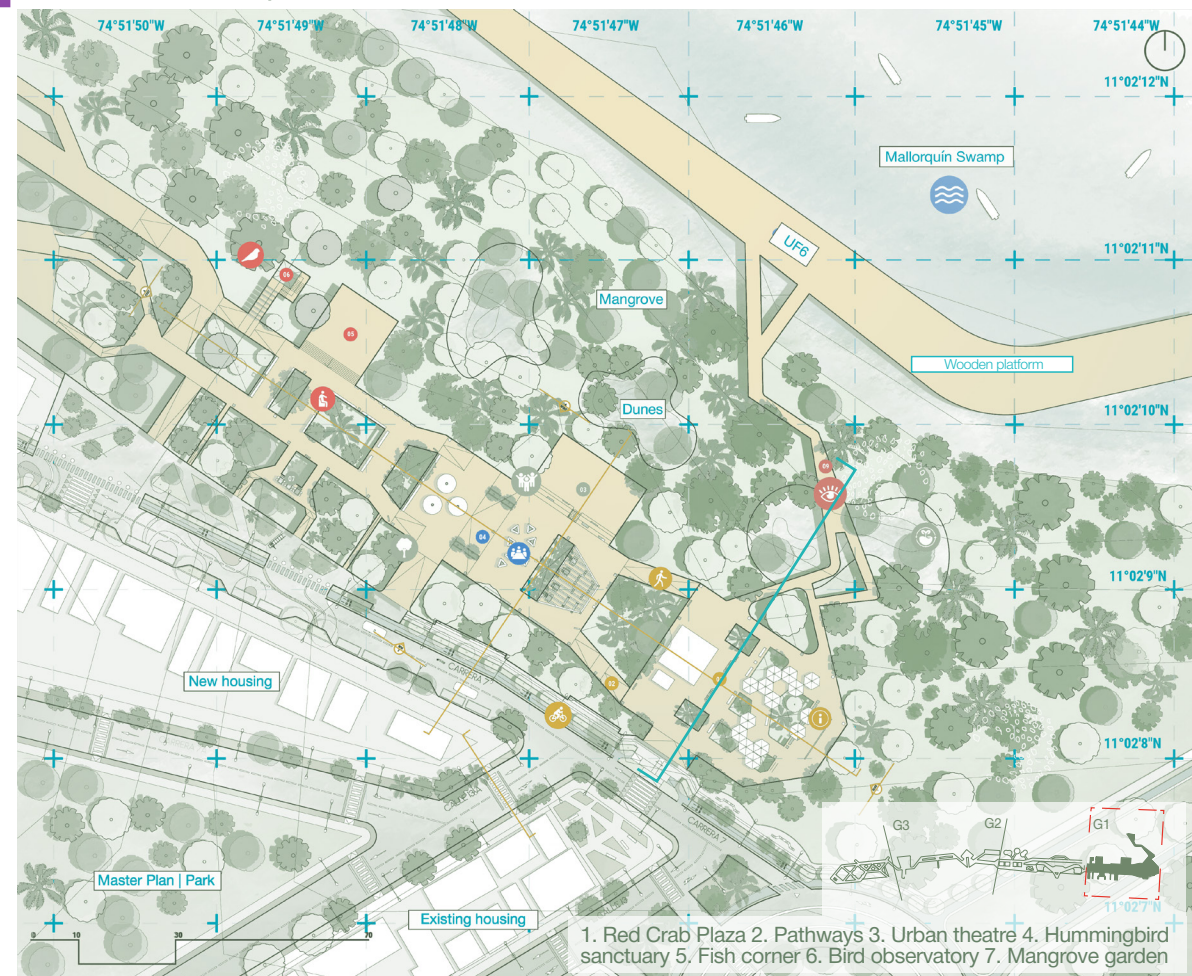 74°51'50"W 74°51'49"W 74°51'48"W 74°51'47"W 74°51'46"W 74°51'45"W 74°51'44"W
11°02'12"N
Mallorquín Swamp
UF6
11°02'11"N
06
Mangrove
05
Wooden platform
Dunes
11°02'10"N
09
03
07
04
11°02'9"N
CARRERA 7
New housing
02
11°02'8"N
CARRERA 7
G3 G2 G1
Master Plan | Park
11°02'7"N
Existing housing
0 10 30 70
1. Red Crab Plaza 2. Pathways 3. Urban theatre 4. Hummingbird
sanctuary 5. Fish corner 6. Bird observatory 7. Mangrove garden